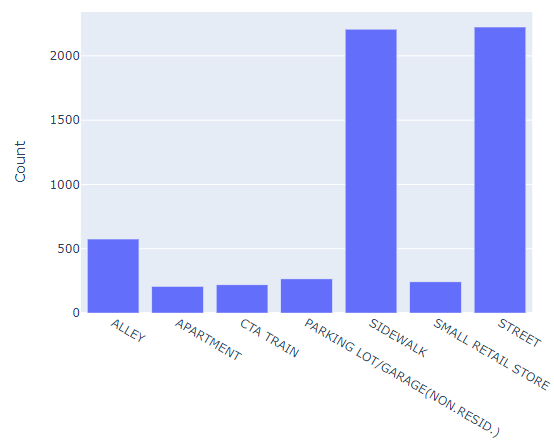 Count
2000
1500
1000
500
0
ALLEY
APARTMENT
CTA TRAIN
PARKING LOT/GARAGE(NON.RESID.)
SIDEWALK
SMALL RETAIL STORE
STREET